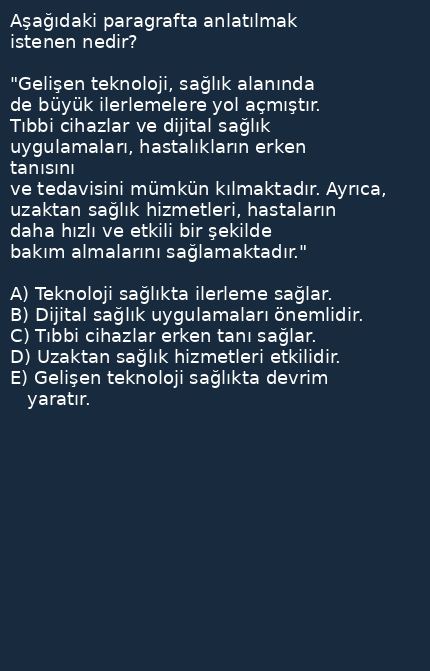 Aşağıdaki paragrafta anlatılmak
istenen nedir?
"Gelişen teknoloji, sağlık alanında
de büyük ilerlemelere yol açmıştır.
Tıbbi cihazlar ve dijital sağlık
uygulamaları, hastalıkların erken
tanısını
ve tedavisini mümkün kılmaktadır. Ayrıca,
uzaktan sağlık hizmetleri, hastaların
daha hızlı ve etkili bir şekilde
bakım almalarını sağlamaktadır."
A) Teknoloji sağlıkta ilerleme sağlar.
B) Dijital sağlık uygulamaları önemlidir.
C) Tıbbi cihazlar erken tanı sağlar.
D) Uzaktan sağlık hizmetleri etkilidir.
E) Gelişen teknoloji sağlıkta devrim
yaratır.